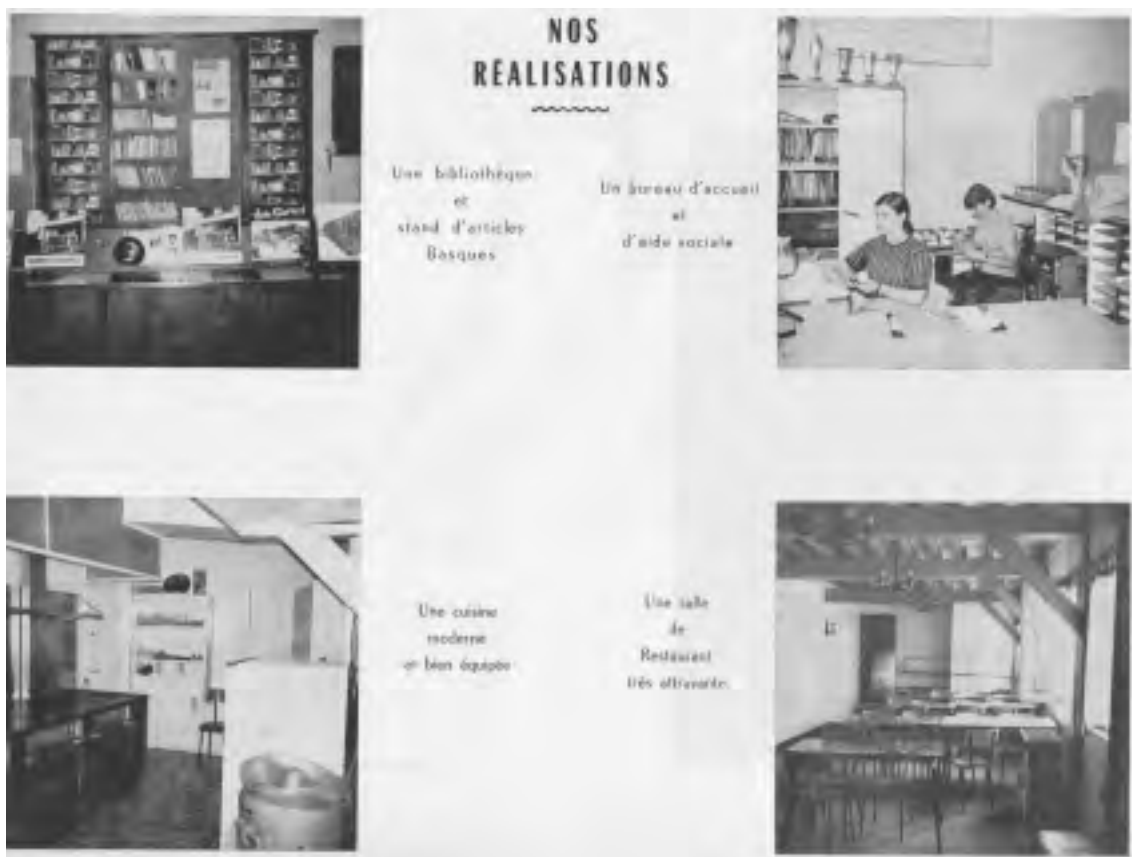 NOS
RÉALISATIONS
Une bibliothèque
et
stand d'articles
Basques
Un bureau d'accueil
et
d'aide sociale
Une cuisine
moderne
et bien équipée
Une salle
de
Restaurant
très attrayante.